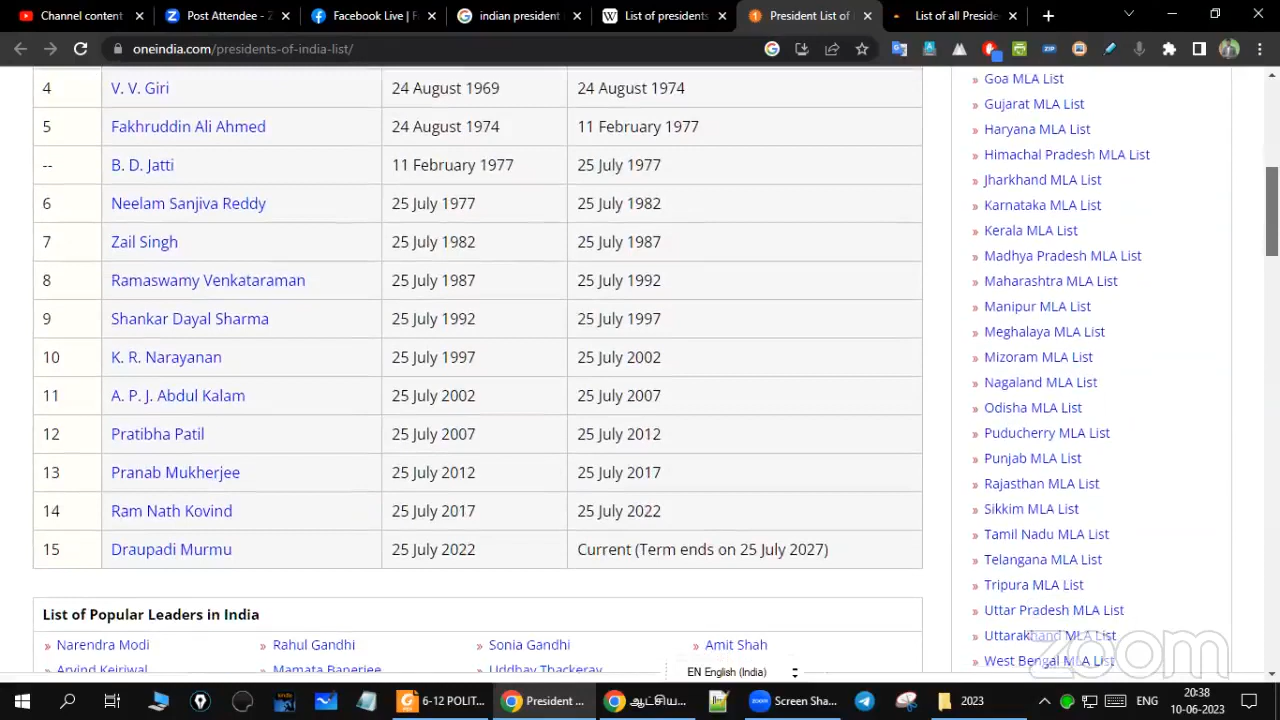 Channel content
Post Attendee - Z
Facebook Live | F
indian president
List of presidents
President List of
List of all Preside
oneindia.com/presidents-of-india-list/
4 V. V. Giri 24 August 1969 24 August 1974
5 Fakhruddin Ali Ahmed 24 August 1974 11 February 1977
-- B. D. Jatti 11 February 1977 25 July 1977
6 Neelam Sanjiva Reddy 25 July 1977 25 July 1982
7 Zail Singh 25 July 1982 25 July 1987
8 Ramaswamy Venkataraman 25 July 1987 25 July 1992
9 Shankar Dayal Sharma 25 July 1992 25 July 1997
10 K. R. Narayanan 25 July 1997 25 July 2002
11 A. P. J. Abdul Kalam 25 July 2002 25 July 2007
12 Pratibha Patil 25 July 2007 25 July 2012
13 Pranab Mukherjee 25 July 2012 25 July 2017
14 Ram Nath Kovind 25 July 2017 25 July 2022
15 Draupadi Murmu 25 July 2022 Current (Term ends on 25 July 2027)
List of Popular Leaders in India
» Narendra Modi » Rahul Gandhi » Sonia Gandhi » Amit Shah
» Arvind Kejriwal » Mamata Banerjee » Uddhav Thackeray
» Goa MLA List
» Gujarat MLA List
» Haryana MLA List
» Himachal Pradesh MLA List
» Jharkhand MLA List
» Karnataka MLA List
» Kerala MLA List
» Madhya Pradesh MLA List
» Maharashtra MLA List
» Manipur MLA List
» Meghalaya MLA List
» Mizoram MLA List
» Nagaland MLA List
» Odisha MLA List
» Puducherry MLA List
» Punjab MLA List
» Rajasthan MLA List
» Sikkim MLA List
» Tamil Nadu MLA List
» Telangana MLA List
» Tripura MLA List
» Uttar Pradesh MLA List
» Uttarakhand MLA List
» West Bengal MLA List
zoom
EN English (India)
6-12 POLIT...
President ...
Screen Sha...
2023
ENG
20:38
10-06-2023